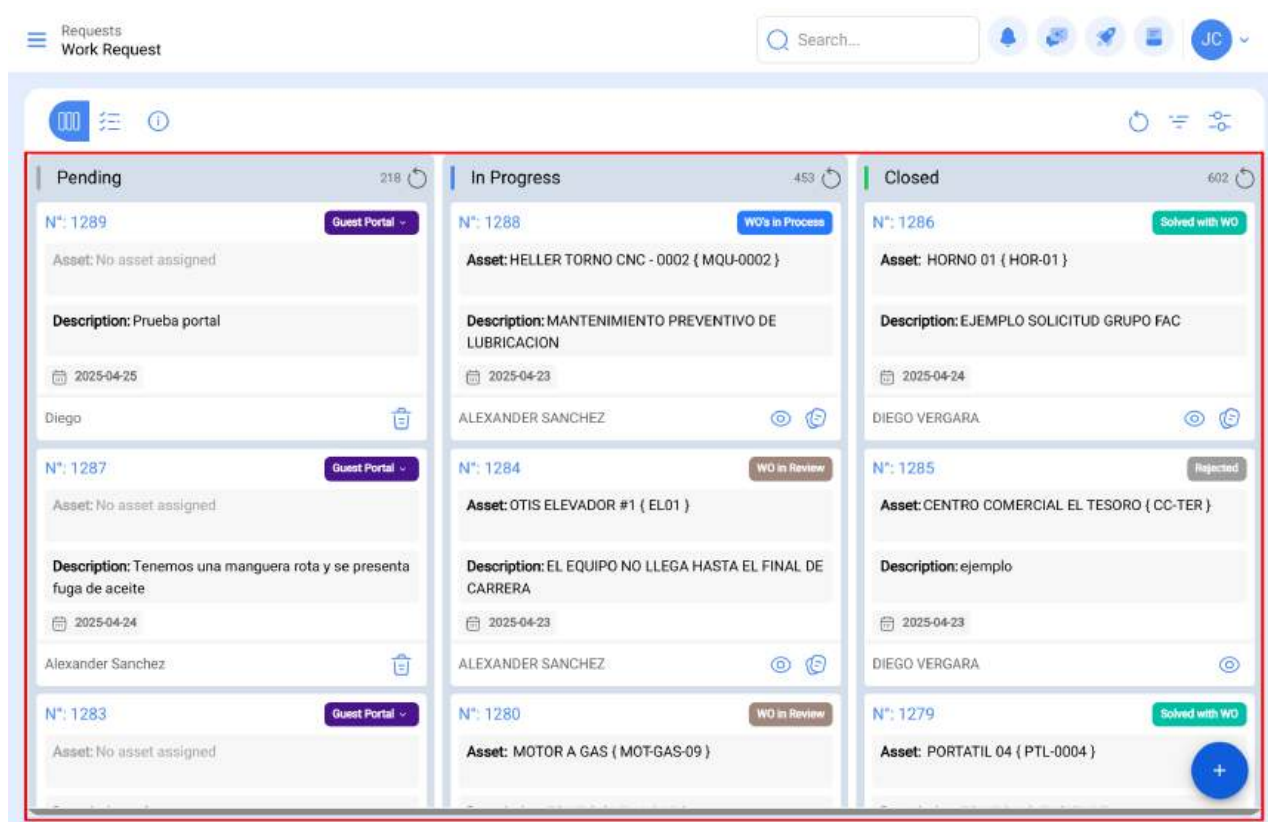 Requests
Work Request
Search...
JC
Pending
218
N°: 1289
Guest Portal
Asset: No asset assigned
Description: Prueba portal
2025-04-25
Diego
N°: 1287
Guest Portal
Asset: No asset assigned
Description: Tenemos una manguera rota y se presenta
fuga de aceite
2025-04-24
Alexander Sanchez
N°: 1283
Guest Portal
Asset: No asset assigned
In Progress
453
N°: 1288
WO's in Process
Asset: HELLER TORNO CNC - 0002 { MQU-0002 }
Description: MANTENIMIENTO PREVENTIVO DE
LUBRICACION
2025-04-23
ALEXANDER SANCHEZ
N°: 1284
WO in Review
Asset: OTIS ELEVADOR #1 { EL01 }
Description: EL EQUIPO NO LLEGA HASTA EL FINAL DE
CARRERA
2025-04-23
ALEXANDER SANCHEZ
N°: 1280
WO in Review
Asset: MOTOR A GAS { MOT-GAS-09 }
Closed
602
N°: 1286
Solved with WO
Asset: HORNO 01 { HOR-01 }
Description: EJEMPLO SOLICITUD GRUPO FAC
2025-04-24
DIEGO VERGARA
N°: 1285
Rejected
Asset: CENTRO COMERCIAL EL TESORO { CC-TER }
Description: ejemplo
2025-04-23
DIEGO VERGARA
N°: 1279
Solved with WO
Asset: PORTATIL 04 { PTL-0004 }